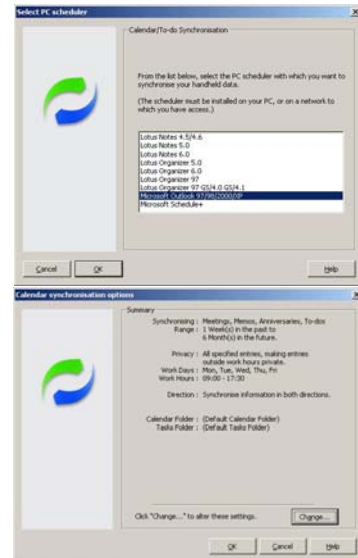 Select PC scheduler
Calendar/To-do Synchronisation
From the list below, select the PC scheduler with which you want to
synchronise your handheld data.
(The scheduler must be installed on your PC, or on a network to
which you have access.)
Lotus Notes 4.5/4.6
Lotus Notes 5.0
Lotus Notes 6.0
Lotus Organizer 5.0
Lotus Organizer 6.0
Lotus Organizer 97
Lotus Organizer 97 GS/4.0 GS/4.1
Microsoft Outlook 97/98/2000/XP
Microsoft Schedule+
Cancel OK Help
Calendar synchronisation options
Summary
Synchronising : Meetings, Memos, Anniversaries, To-dos
Range : 1 Week(s) in the past to
6 Month(s) in the future.
Privacy : All specified entries, making entries
outside work hours private.
Work Days : Mon, Tue, Wed, Thu, Fri
Work Hours : 09:00 - 17:30
Direction : Synchronise information in both directions.
Calendar Folder : (Default Calendar Folder)
Tasks Folder : (Default Tasks Folder)
Click "Change..." to alter these settings. Change...
OK Cancel Help